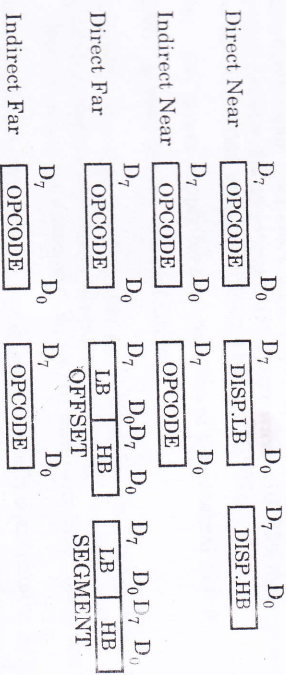 Direct Near D7 D0 D7 D0 D7 D0
OPCODE DISP.LB DISP.HB
Indirect Near D7 D0 D7 D0
OPCODE OPCODE
Direct Far D7 D0 D7 D0D7 D0 D7 D0 D7 D0
OPCODE LB HB LB HB
OFFSET SEGMENT
Indirect Far D7 D0 D7 D0
OPCODE OPCODE